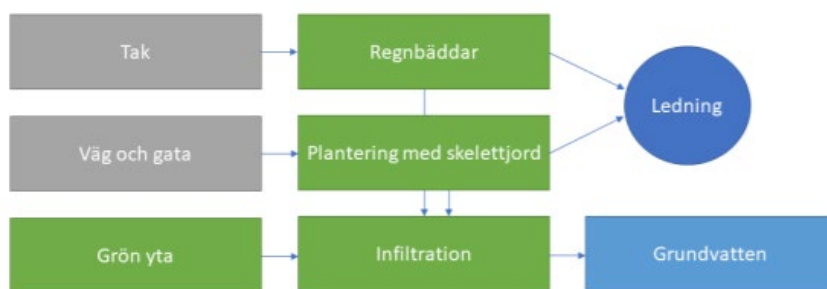 Tak
Regnbäddar
Ledning
Väg och gata
Plantering med skelettjord
Grön yta
Infiltration
Grundvatten